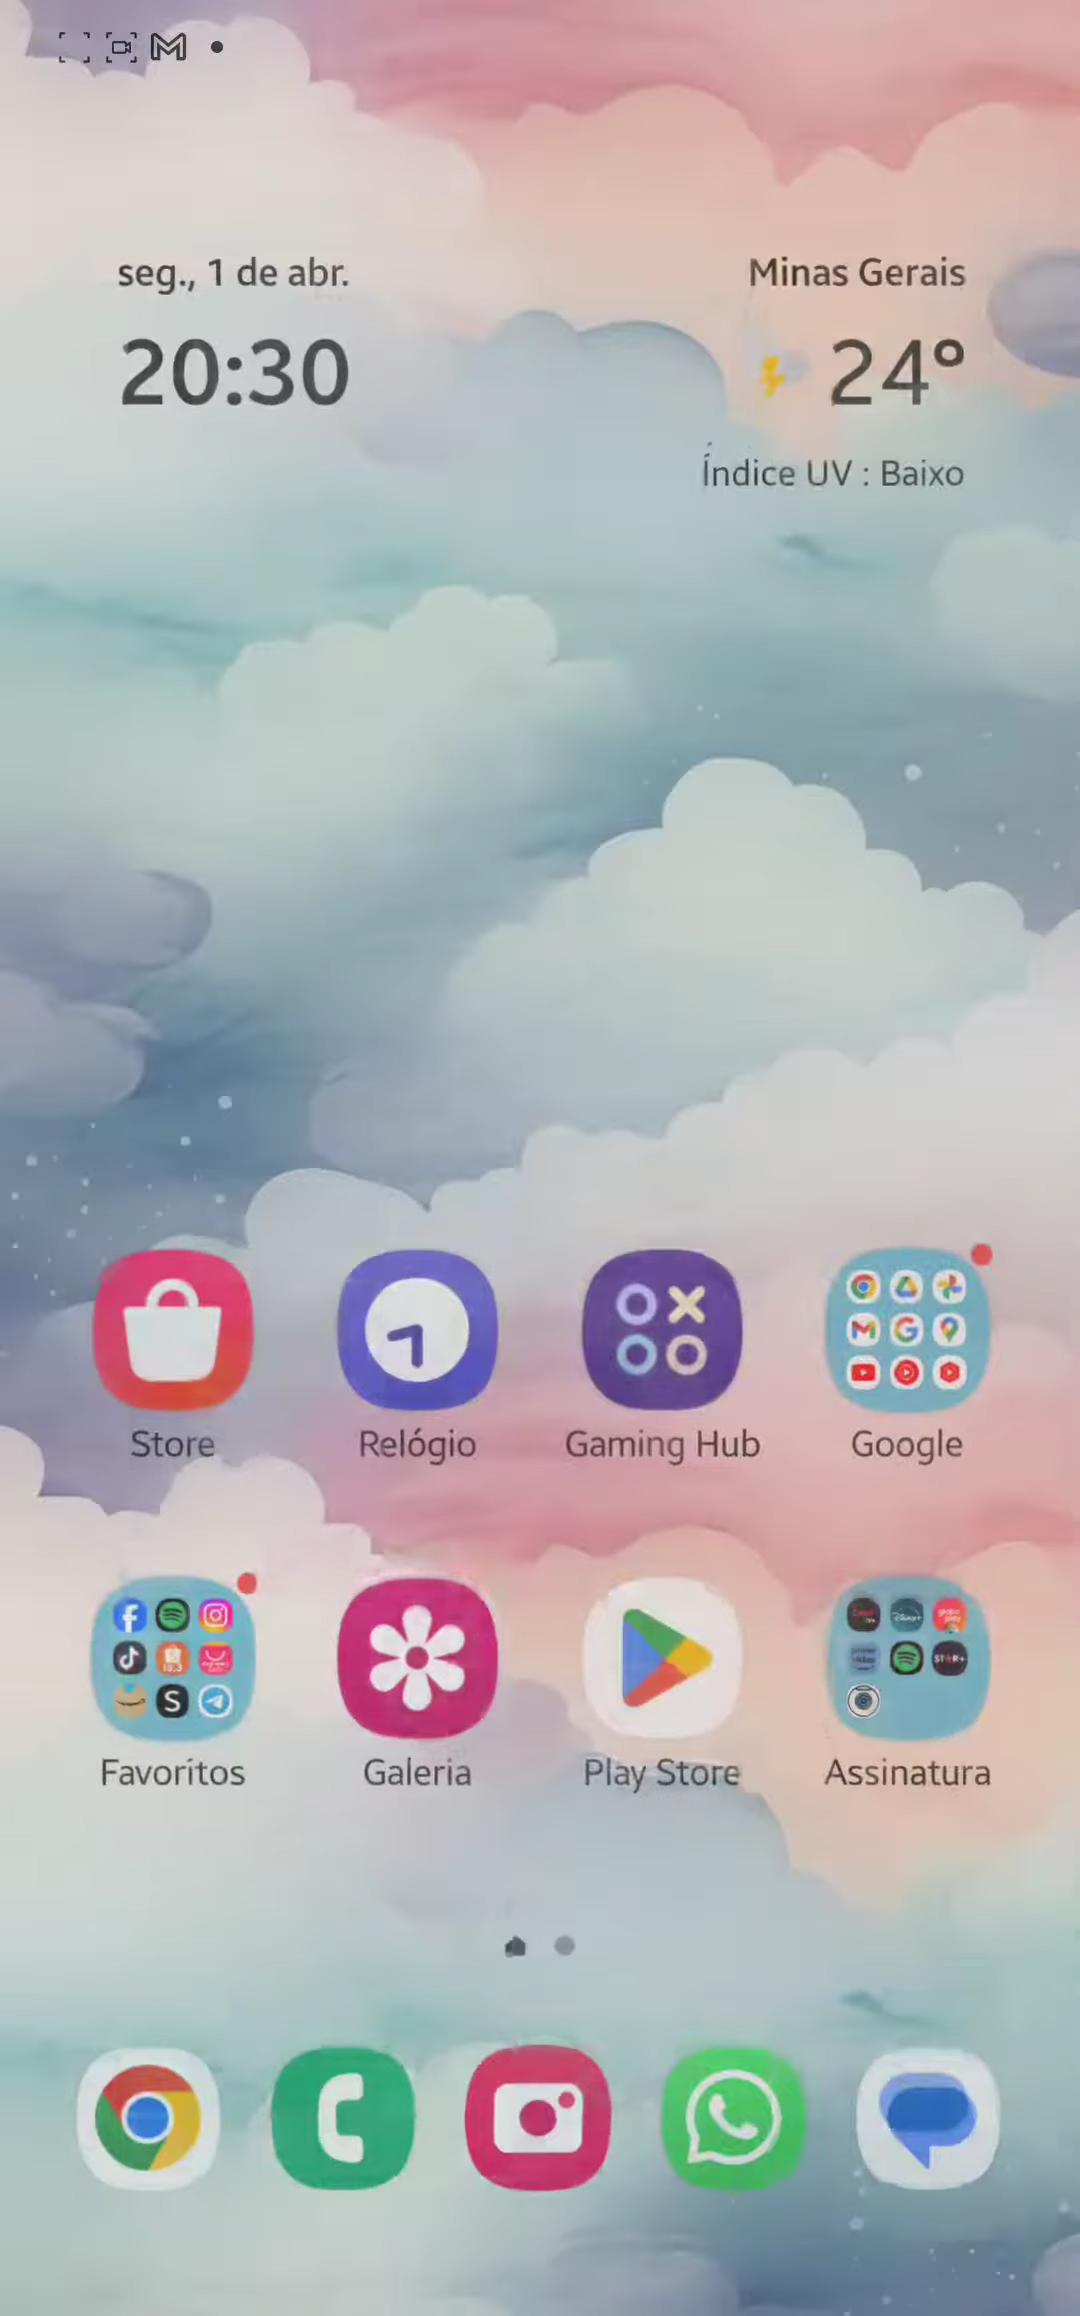 seg., 1 de abr.
20:30
Minas Gerais
24°
Índice UV : Baixo
Store
Relógio
Gaming Hub
Google
Favoritos
Galeria
Play Store
Assinatura